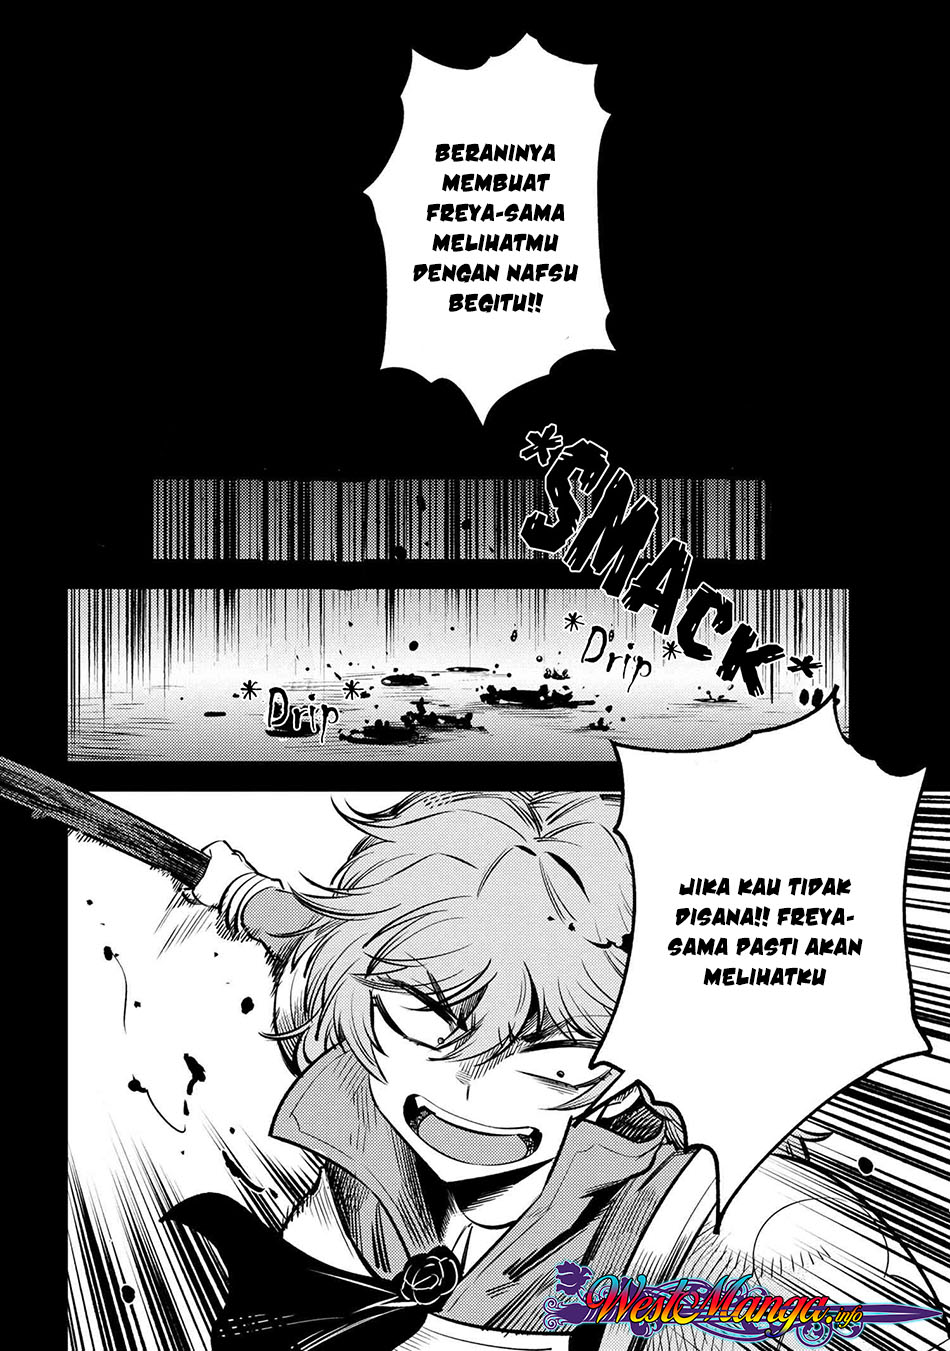 BERANINYA
MEMBUAT
FREYA-SAMA
MELIHATMU
DENGAN NAFSU
BEGITU!!
*SMACK*
*Drip*
*Drip*
JIKA KAU TIDAK
DISANA!! FREYA-
SAMA PASTI AKAN
MELIHATKU
WestManga.info